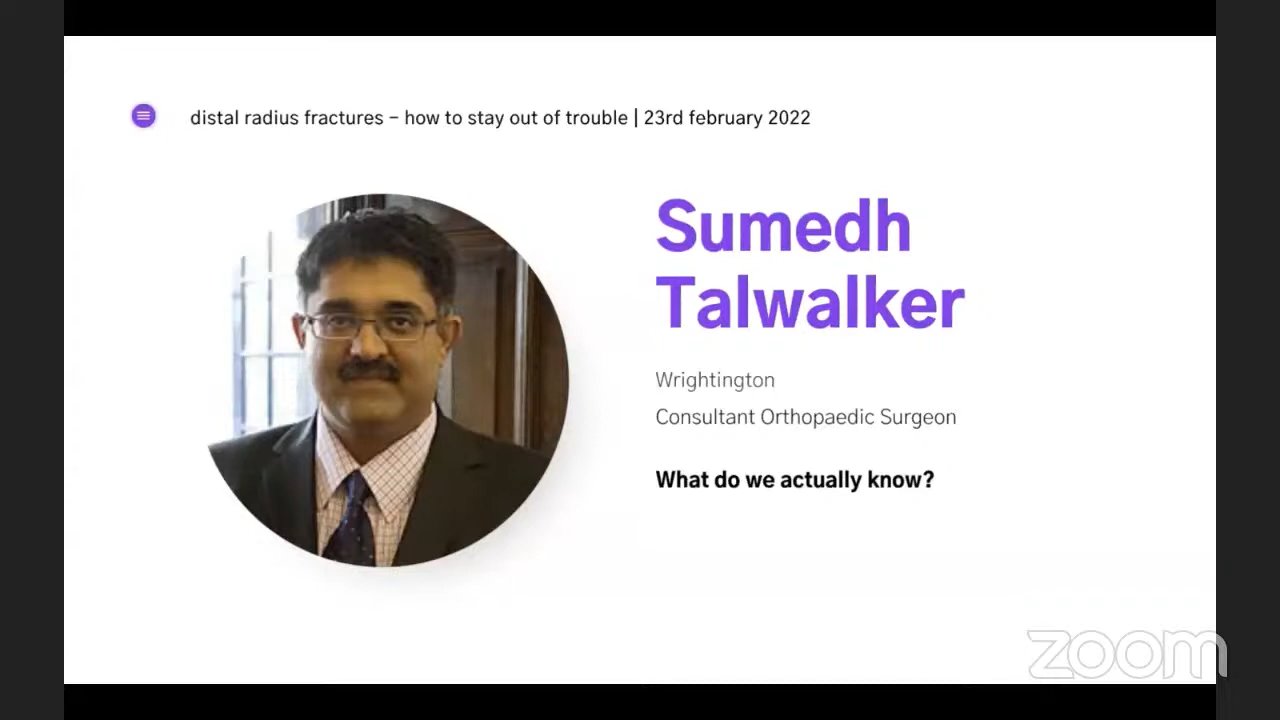 distal radius fractures – how to stay out of trouble | 23rd february 2022
Sumedh
Talwalker
Wrightington
Consultant Orthopaedic Surgeon
What do we actually know?
zoom